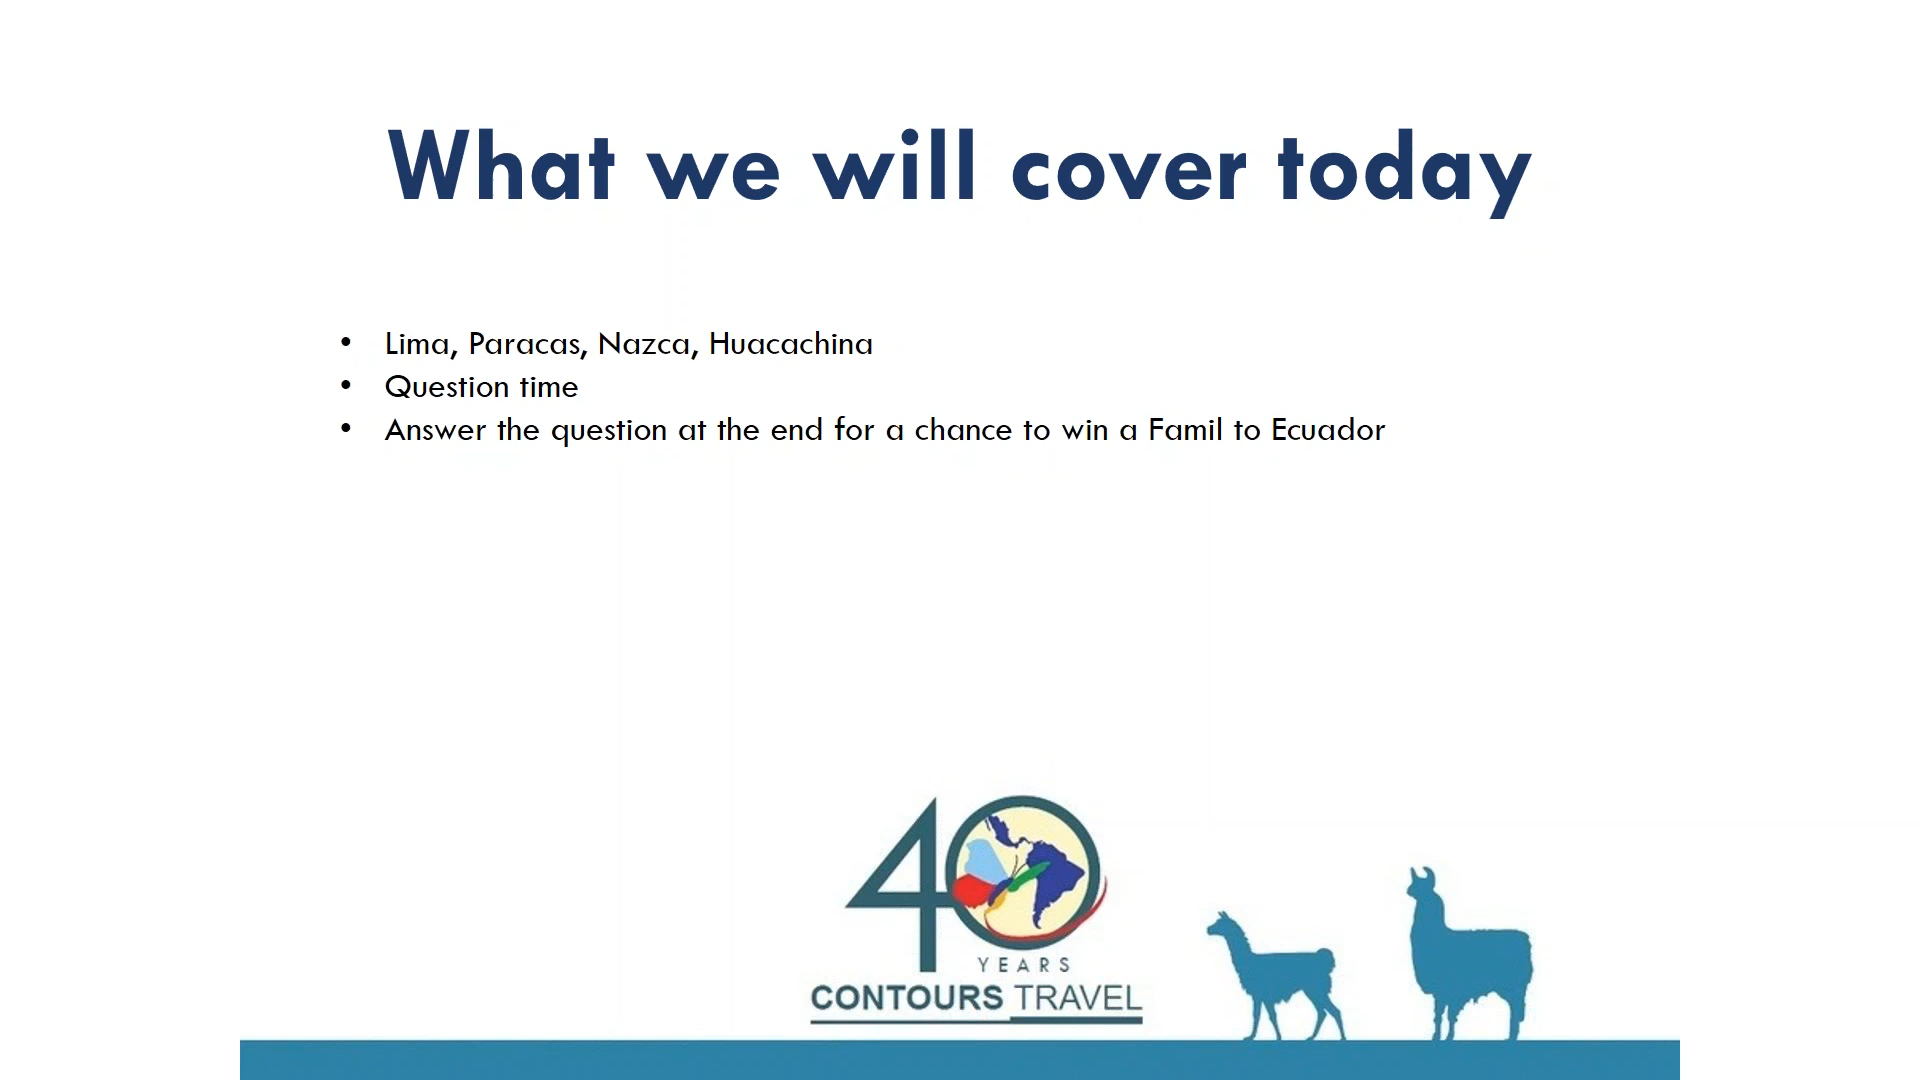 What we will cover today
• Lima, Paracas, Nazca, Huacachina
• Question time
• Answer the question at the end for a chance to win a Famil to Ecuador
40
YEARS
CONTOURS TRAVEL